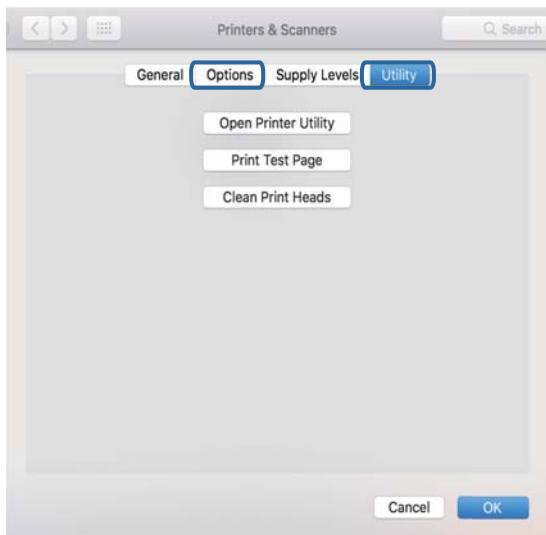 Printers & Scanners Search
General Options Supply Levels Utility
Open Printer Utility
Print Test Page
Clean Print Heads
Cancel OK